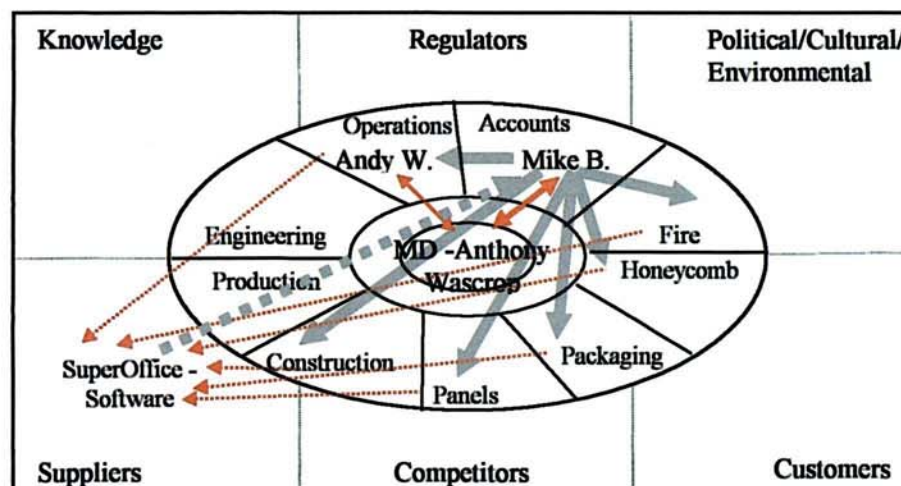 Knowledge
Regulators
Political/Cultural/
Environmental
Operations
Accounts
Andy W.
Mike B.
Engineering
Fire
MD -Anthony
Wascrop
Production
Honeycomb
SuperOffice -
Software
Construction
Packaging
Panels
Suppliers
Competitors
Customers